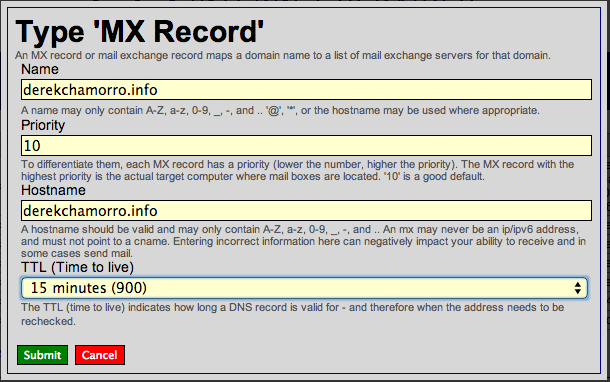 Type 'MX Record'
An MX record or mail exchange record maps a domain name to a list of mail exchange servers for that domain.
Name
derekchamorro.info
A name may only contain A-Z, a-z, 0-9, _, -, and .. '@', '*', or the hostname may be used where appropriate.
Priority
10
To differentiate them, each MX record has a priority (lower the number, higher the priority). The MX record with the
highest priority is the actual target computer where mail boxes are located. '10' is a good default.
Hostname
derekchamorro.info
A hostname should be valid and may only contain A-Z, a-z, 0-9, _, -, and .. An mx may never be an ip/ipv6 address,
and must not point to a cname. Entering incorrect information here can negatively impact your ability to receive and in
some cases send mail.
TTL (Time to live)
15 minutes (900)
The TTL (time to live) indicates how long a DNS record is valid for - and therefore when the address needs to be
rechecked.
Submit Cancel